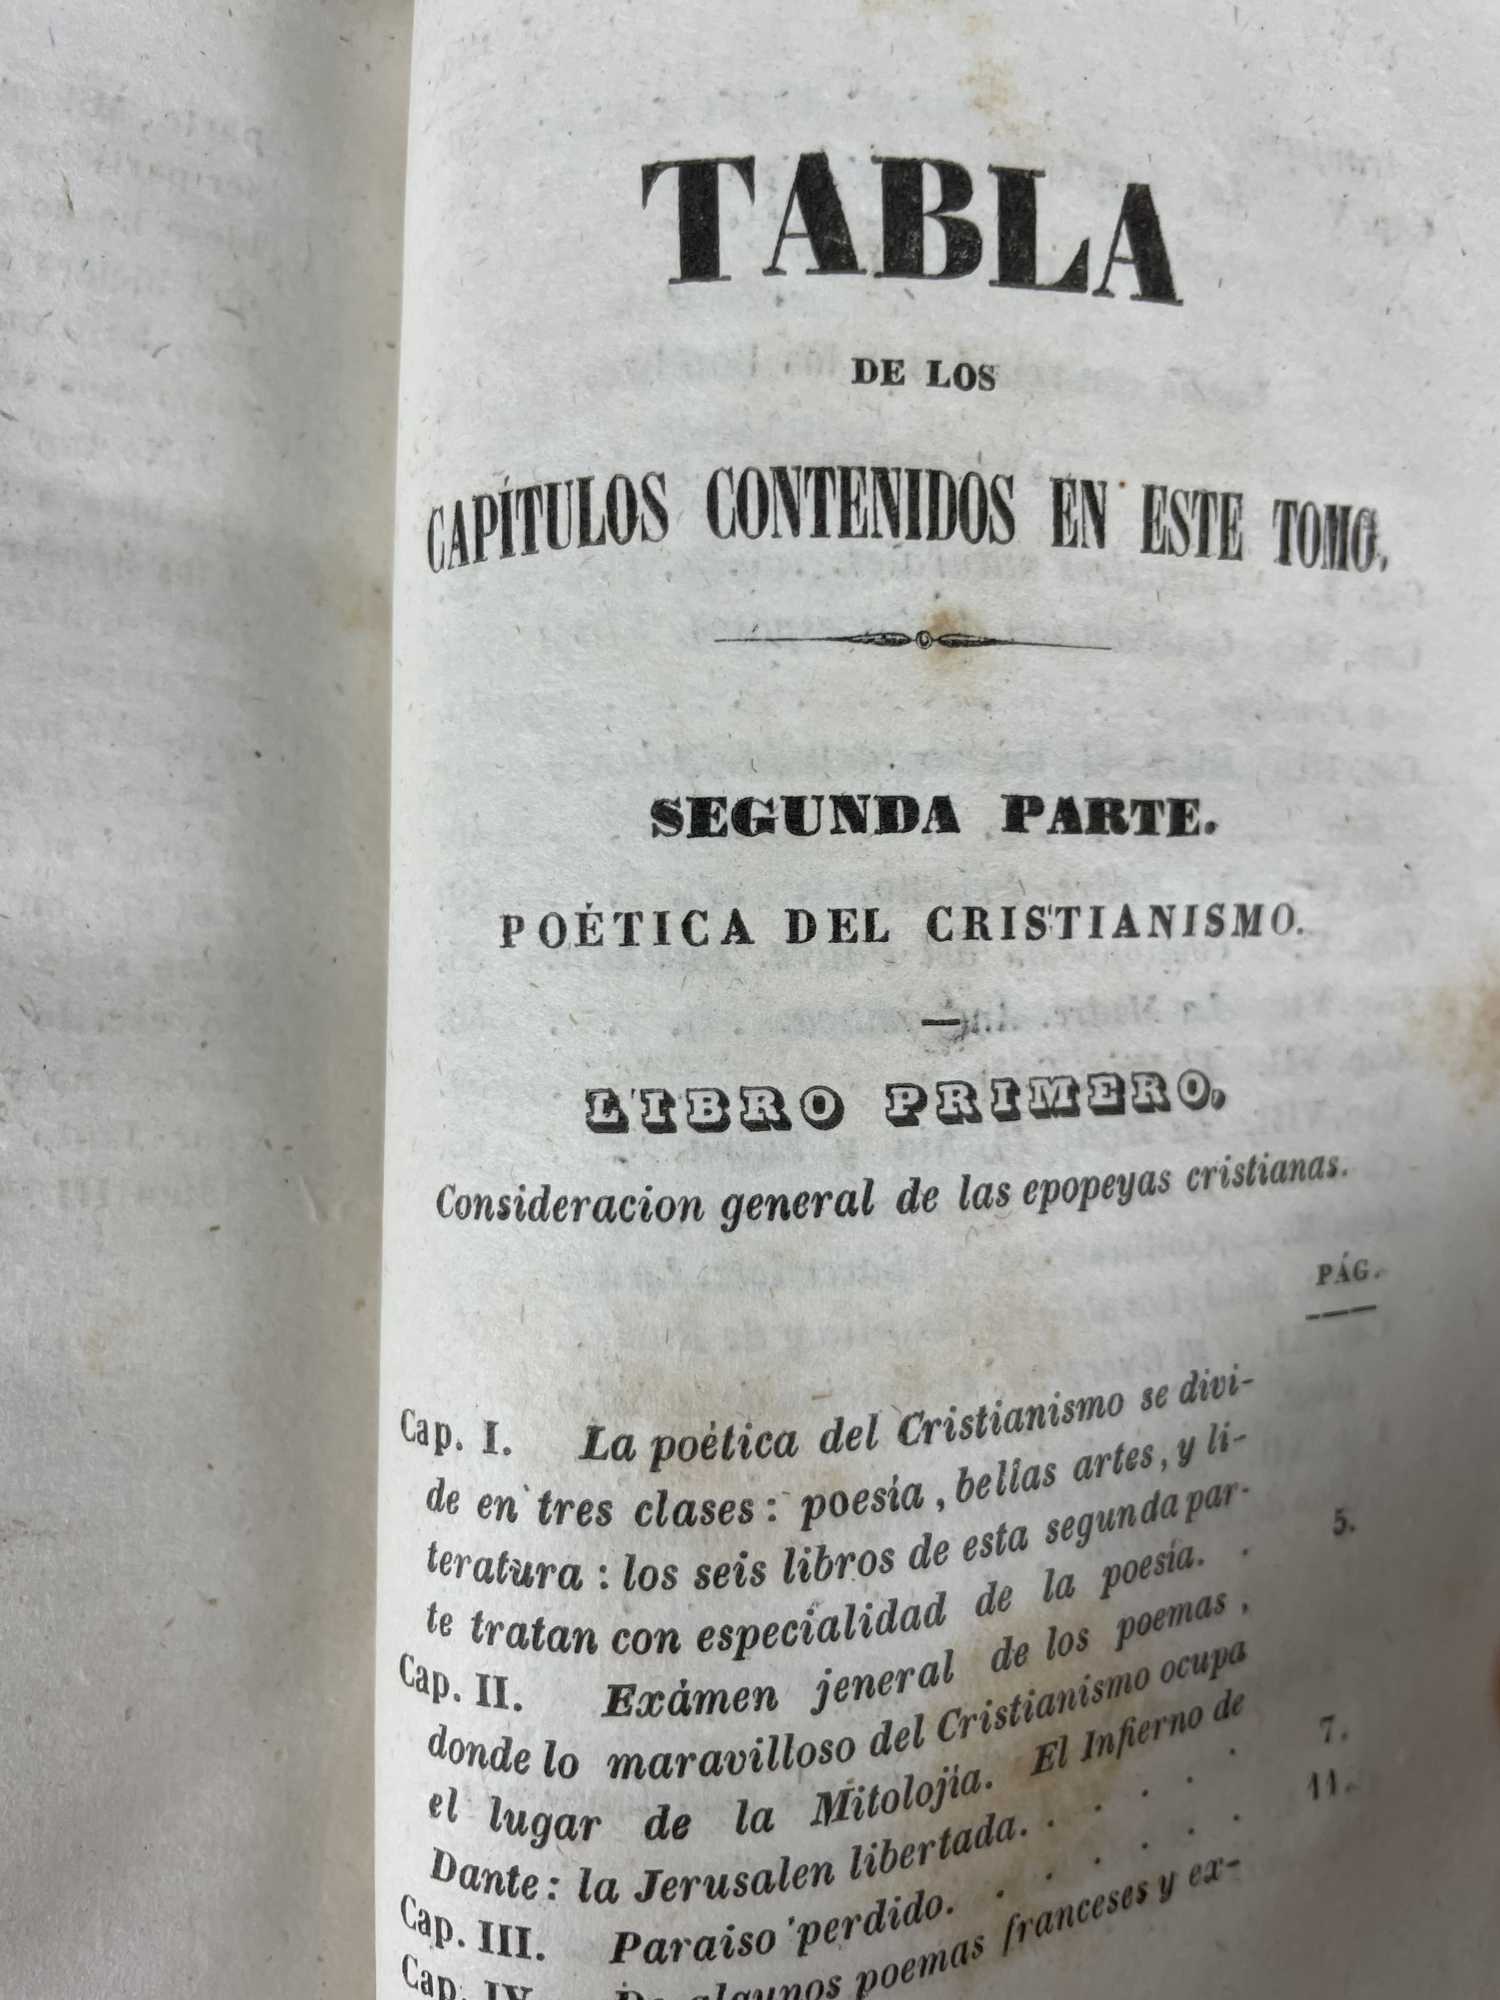 TABLA
DE LOS
CAPÍTULOS CONTENIDOS EN ESTE TOMO.
SEGUNDA PARTE.
POÉTICA DEL CRISTIANISMO.
LIBRO PRIMERO.
Consideracion general de las epopeyas cristianas.
PÁG.
Cap. I. La poética del Cristianismo se divi-
de en tres clases: poesía, bellas artes, y li-
teratura: los seis libros de esta segunda par-
te tratan con especialidad de la poesía. . 5.
Cap. II. Exámen jeneral de los poemas,
donde lo maravilloso del Cristianismo ocupa
el lugar de la Mitolojía. El Infierno de
Dante: la Jerusalen libertada. . . . . . 7.
Cap. III. Paraiso perdido. . . . . . . 11.
Cap. IV. De algunos poemas franceses y ex-